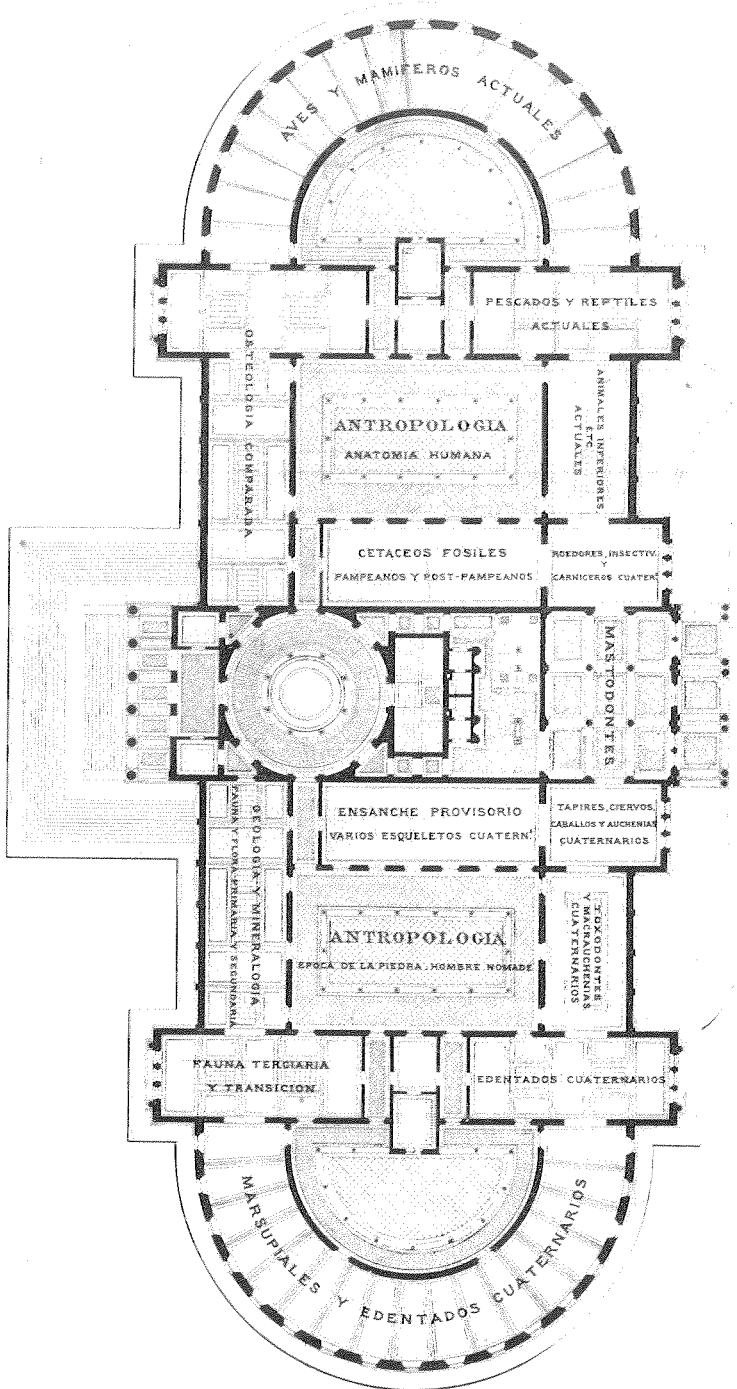 AVES Y MAMIFEROS ACTUALES
PESCADOS Y REPTILES
ACTUALES
OSTEOLOGIA COMPARADA
ANTROPOLOGIA
ANATOMIA HUMANA
ANIMALES INFERIORES.
ETC
ACTUALES
CETACEOS FOSILES
PAMPEANOS Y POST-PAMPEANOS
ROEDORES, INSECTIV.
Y
CARNICEROS CUATER.
MASTODONTES
ENSANCHE PROVISORIO
VARIOS ESQUELETOS CUATERN.
TAPIRES, CIERVOS,
CABALLOS Y AUCHENIAS
CUATERNARIOS
GEOLOGIA Y MINERALOGIA
FAUNA Y FLORA PRIMARIA Y SEGUNDARIA
ANTROPOLOGIA
EPOCA DE LA PIEDRA. HOMBRE NOMADE
TOXODONTES
Y MACRAUCHENIAS
CUATERNARIOS
FAUNA TERCIARIA
Y TRANSICION
EDENTADOS CUATERNARIOS
MARSUPIALES Y EDENTADOS CUATERNARIOS